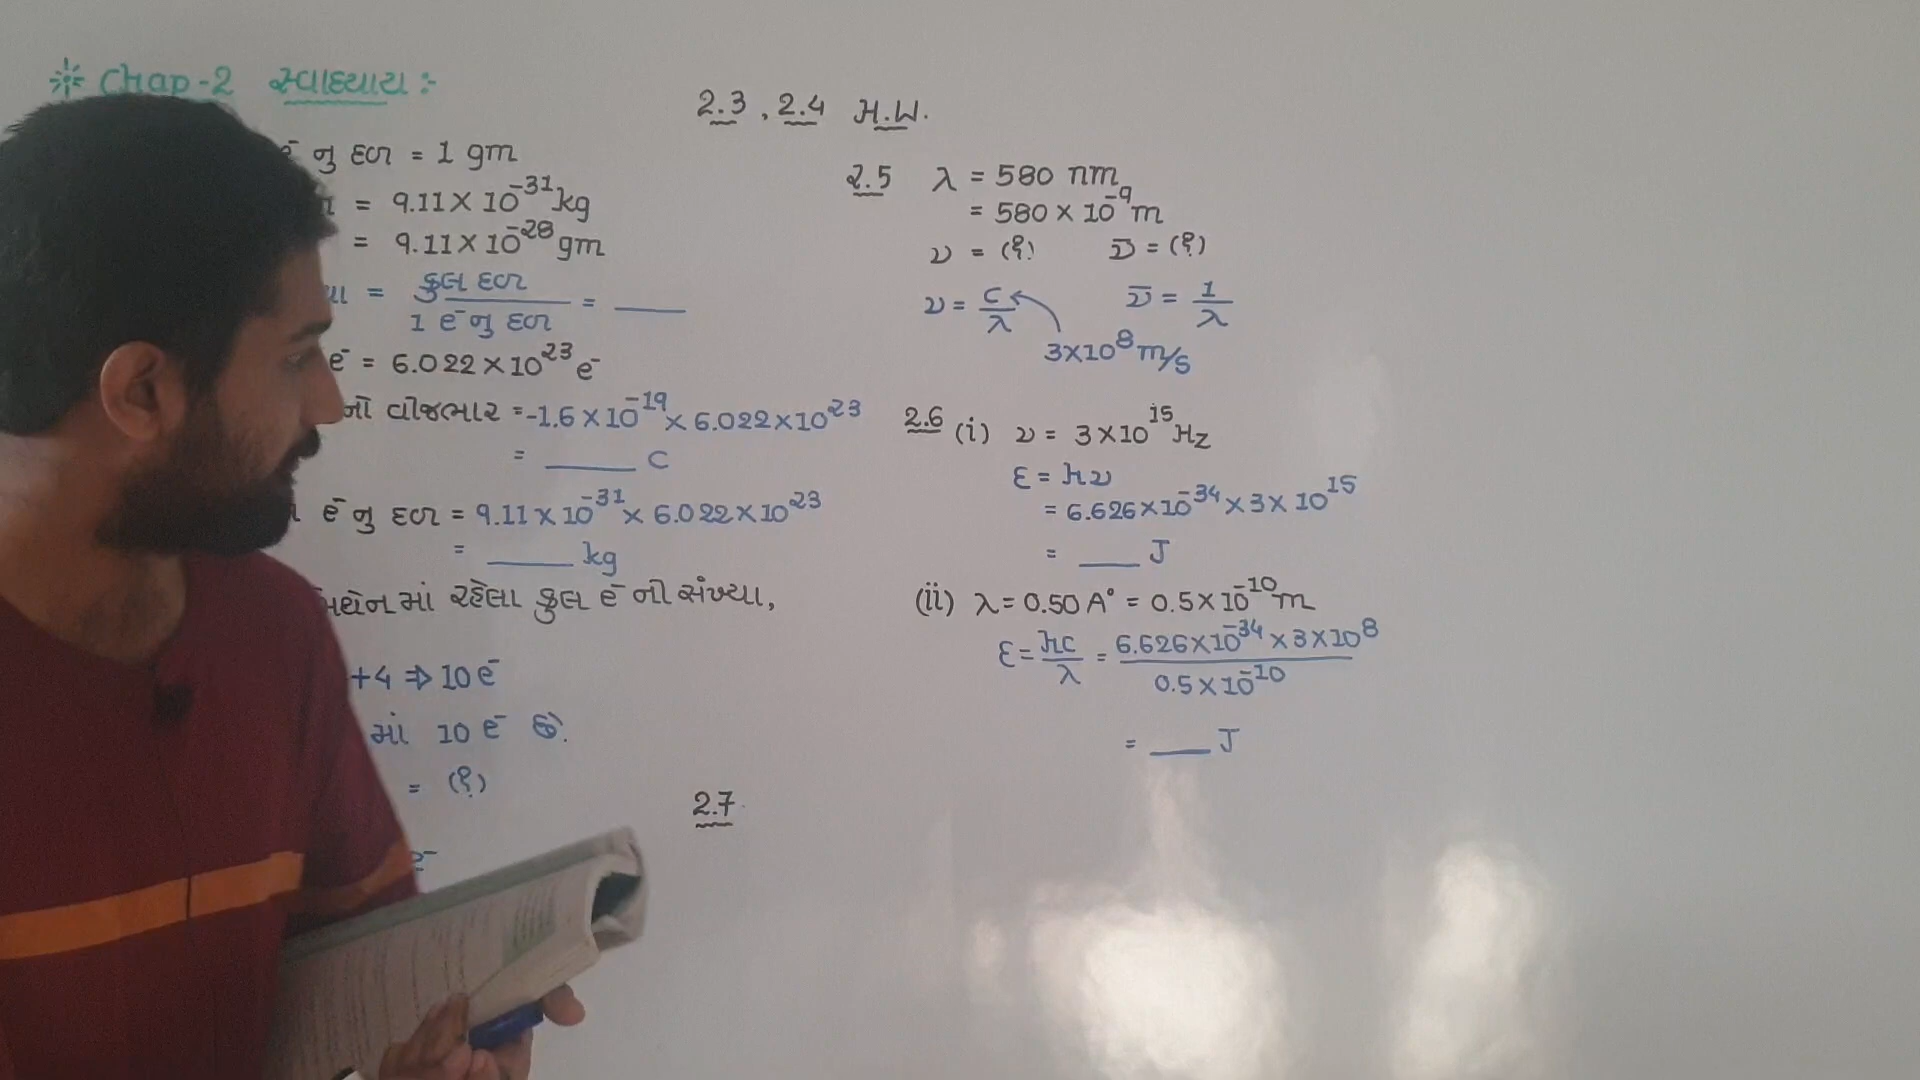 Chap-2 સ્વાધ્યાય :-
e⁻ નુ દળ = 1 gm
= 9.11 × 10⁻³¹ kg
= 9.11 × 10⁻²⁸ gm
= કુલ દળ / 1 e⁻ નુ દળ = ____
e⁻ = 6.022 × 10²³ e⁻
નો વીજભાર = -1.6 × 10⁻¹⁹ × 6.022 × 10²³
= ____ C
e⁻ નુ દળ = 9.11 × 10⁻³¹ × 6.022 × 10²³
= ____ kg
માં રહેલા કુલ e⁻ ની સંખ્યા,
+4 ⇒ 10 e⁻
માં 10 e⁻ છે.
= (?)
e⁻
2.3 , 2.4 H.W.
2.5 λ = 580 nm
= 580 × 10⁻⁹ m
ν = (?) ν̄ = (?)
ν = c/λ ν̄ = 1/λ
3×10⁸ m/s
2.6 (i) ν = 3×10¹⁵ Hz
E = hν
= 6.626×10⁻³⁴ × 3 × 10¹⁵
= ____ J
(ii) λ = 0.50 A° = 0.5 × 10⁻¹⁰ m
E = hc/λ = 6.626×10⁻³⁴ × 3×10⁸ / 0.5 × 10⁻¹⁰
= ____ J
2.7